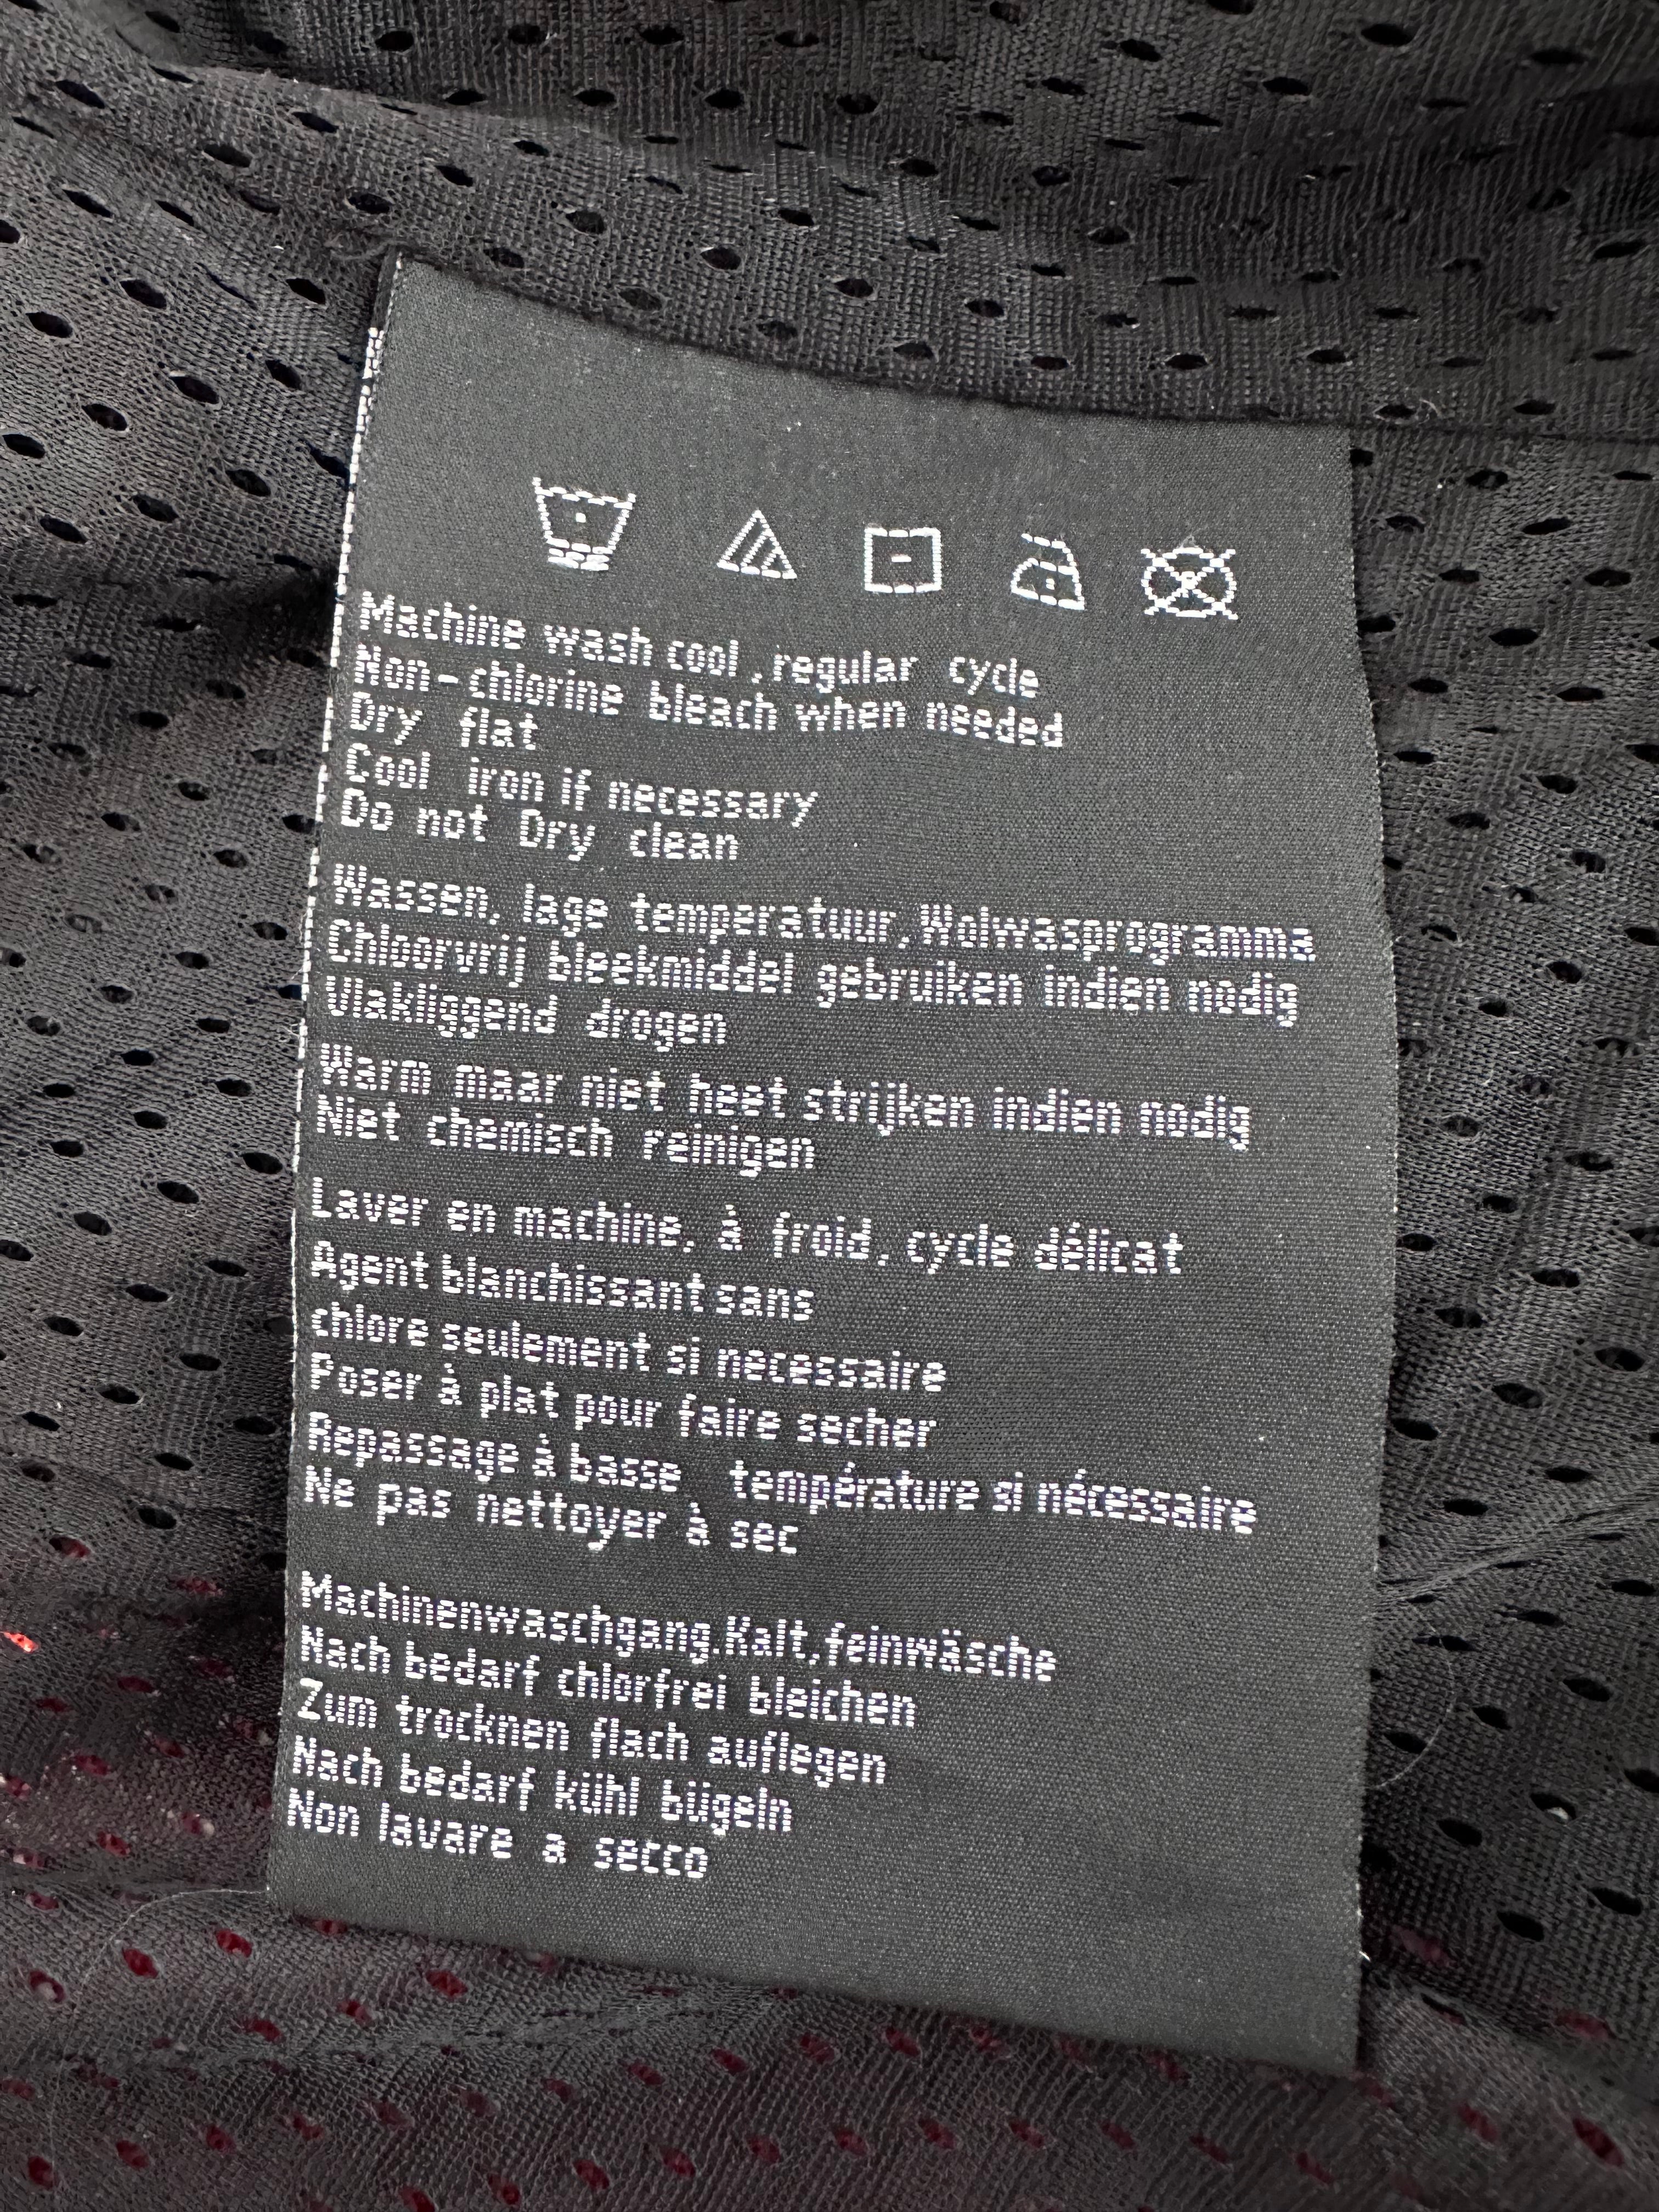 Machine wash cool ,regular cycle
Non-chlorine bleach when needed
Dry flat
Cool iron if necessary
Do not Dry clean
Wassen, lage temperatuur,Wolwasprogramma
Chloorvrij bleekmiddel gebruiken indien nodig
Vlakliggend drogen
Warm maar niet heet strijken indien nodig
Niet chemisch reinigen
Laver en machine, à froid, cycle délicat
Agent blanchissant sans
chlore seulement si necessaire
Poser à plat pour faire secher
Repassage à basse température si nécessaire
Ne pas nettoyer à sec
Machinenwaschgang.Kalt.feinwäsche
Nach bedarf chlorfrei bleichen
Zum trocknen flach auflegen
Nach bedarf kühl bügeln
Non lavare a secco